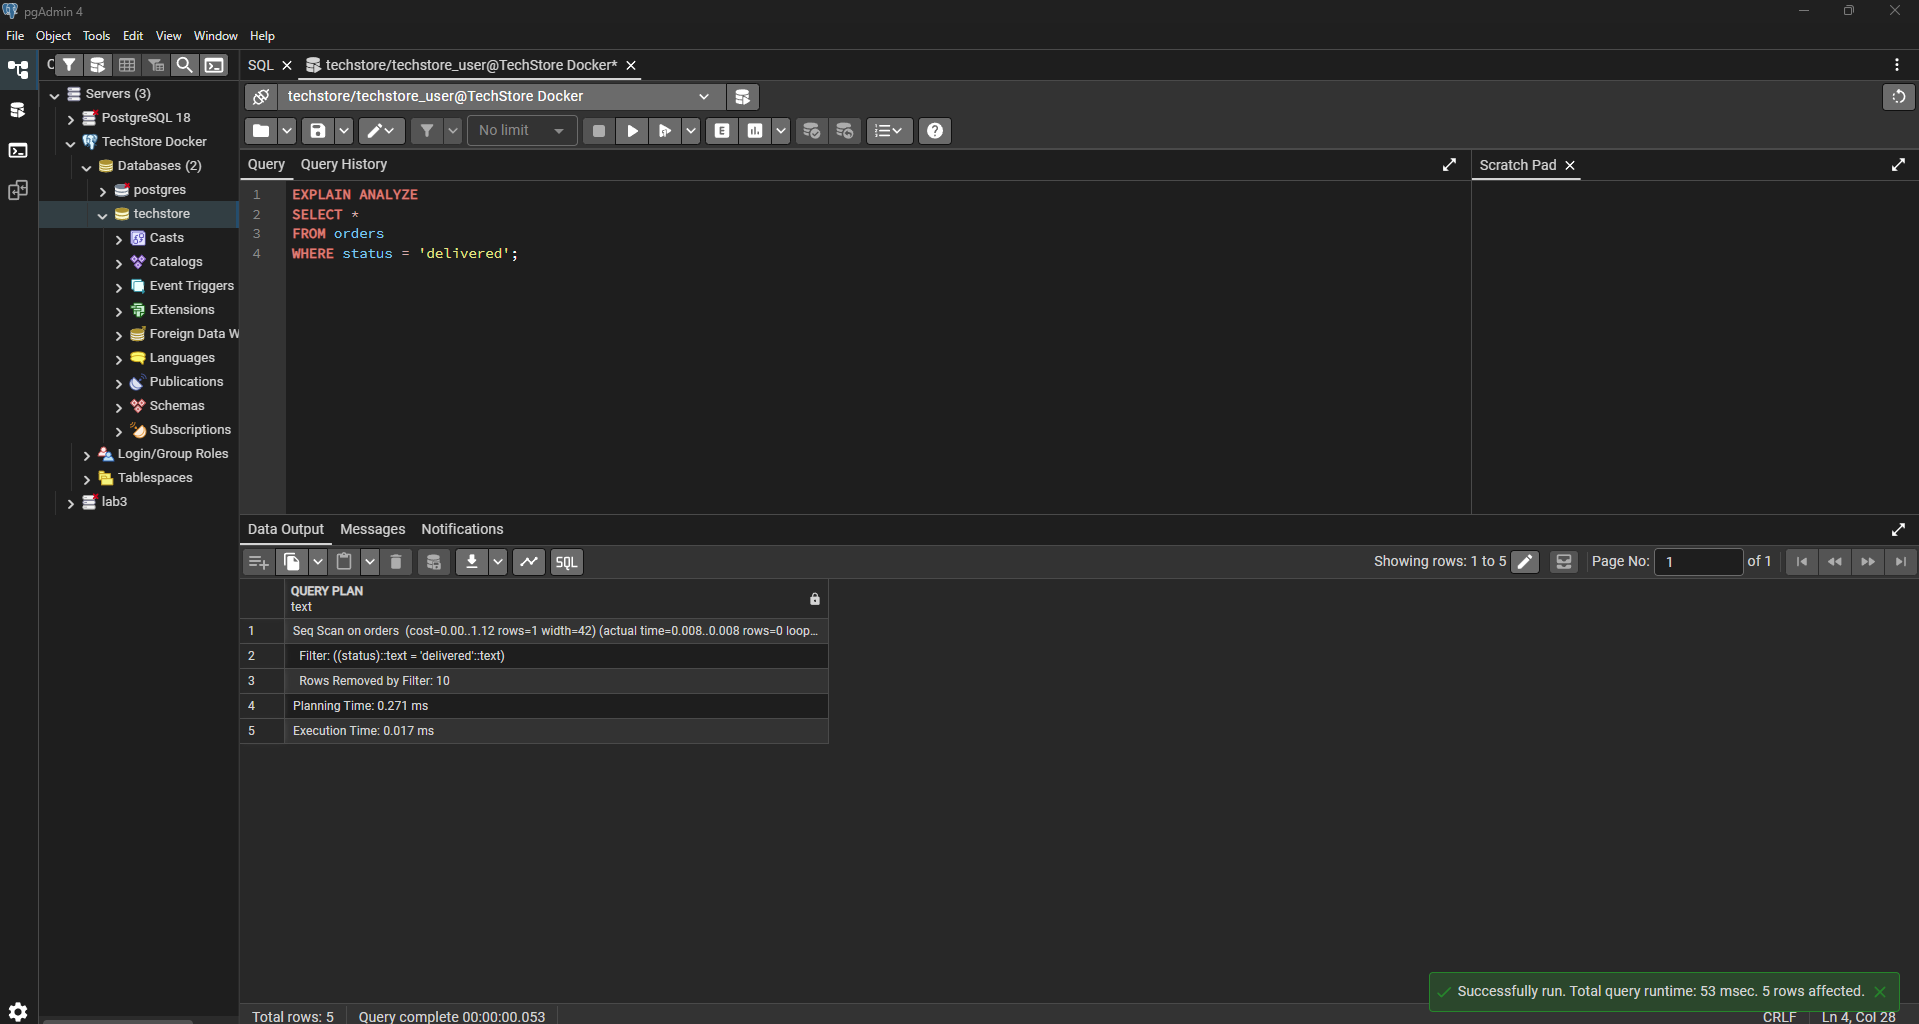 pgAdmin 4
File Object Tools Edit View Window Help
SQL techstore/techstore_user@TechStore Docker*
Servers (3)
PostgreSQL 18
TechStore Docker
Databases (2)
postgres
techstore
Casts
Catalogs
Event Triggers
Extensions
Foreign Data W
Languages
Publications
Schemas
Subscriptions
Login/Group Roles
Tablespaces
lab3
techstore/techstore_user@TechStore Docker
No limit
E
Query Query History
1 EXPLAIN ANALYZE
2 SELECT *
3 FROM orders
4 WHERE status = 'delivered';
Scratch Pad
Data Output Messages Notifications
SQL
Showing rows: 1 to 5
Page No: 1 of 1
QUERY PLAN
text
1 Seq Scan on orders (cost=0.00..1.12 rows=1 width=42) (actual time=0.008..0.008 rows=0 loop...
2 Filter: ((status)::text = 'delivered'::text)
3 Rows Removed by Filter: 10
4 Planning Time: 0.271 ms
5 Execution Time: 0.017 ms
Successfully run. Total query runtime: 53 msec. 5 rows affected.
Total rows: 5 Query complete 00:00:00.053 CRLF Ln 4, Col 28